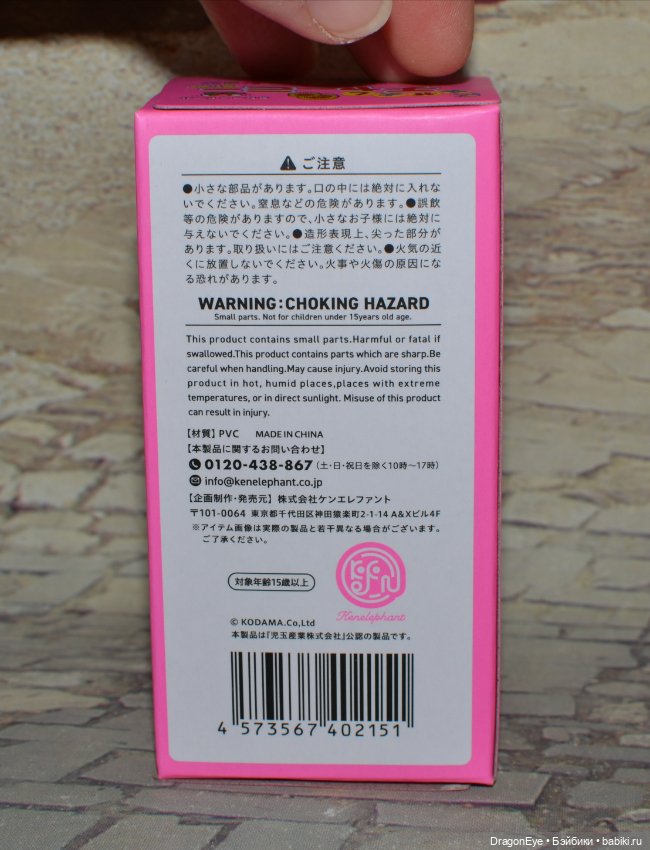 ⚠ ご注意
●小さな部品があります。口の中には絶対に入れな
いでください。窒息などの危険があります。●誤飲
等の危険がありますので、小さなお子様には絶対に
与えないでください。●造形表現上、尖った部分が
あります。取り扱いにはご注意ください。●火気の近
くに放置しないでください。火事や火傷の原因にな
る恐れがあります。
WARNING:CHOKING HAZARD
Small parts. Not for children under 15years old age.
This product contains small parts.Harmful or fatal if
swallowed.This product contains parts which are sharp.Be
careful when handling.May cause injury.Avoid storing this
product in hot, humid places,places with extreme
temperatures, or in direct sunlight. Misuse of this product
can result in injury.
【材質】PVC MADE IN CHINA
【本製品に関するお問い合わせ】
0120-438-867(土・日・祝日を除く10時〜17時)
info@kenelephant.co.jp
【企画制作・発売元】株式会社ケンエレファント
〒101-0064 東京都千代田区神田猿楽町2-1-14 A&Xビル4F
※アイテム画像は実際の製品と若干異なる場合がございます。
ご了承ください。
対象年齢15歳以上
Kenelephant
© KODAMA.Co,Ltd
本製品は『児玉産業株式会社』公認の製品です。
4 573567 402151
DragonEye • Бэйбики • babiki.ru